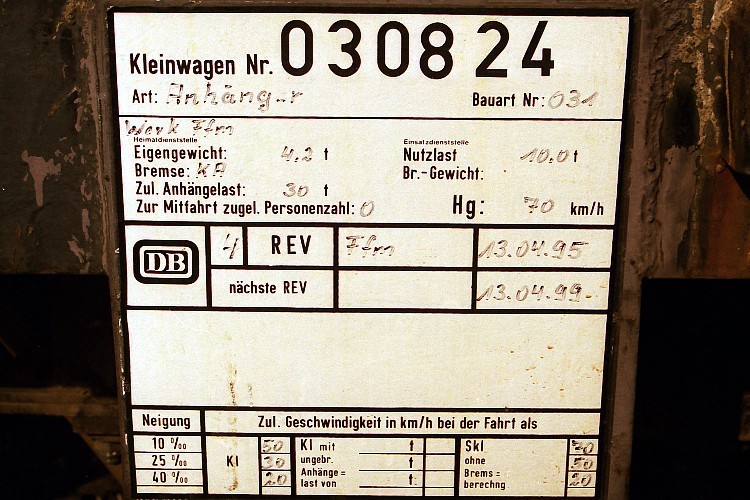 Kleinwagen Nr. 030824
Art: Anhäng-r Bauart Nr: 031
Werk Ffm
Heimatdienststelle Einsatzdienststelle
Eigengewicht: 4.2 t Nutzlast 10.0 t
Bremse: KP Br.-Gewicht:
Zul. Anhängelast: 30 t
Zur Mitfahrt zugel. Personenzahl: 0 Hg: 70 km/h
DB 4 REV Ffm 13.04.95
nächste REV 13.04.99
Neigung Zul. Geschwindigkeit in km/h bei der Fahrt als
10 ‰ Kl 50 Kl mit t Skl 70
25 ‰ 30 ungebr. t ohne 50
40 ‰ 20 Anhänge= last von t Brems= berechng 20